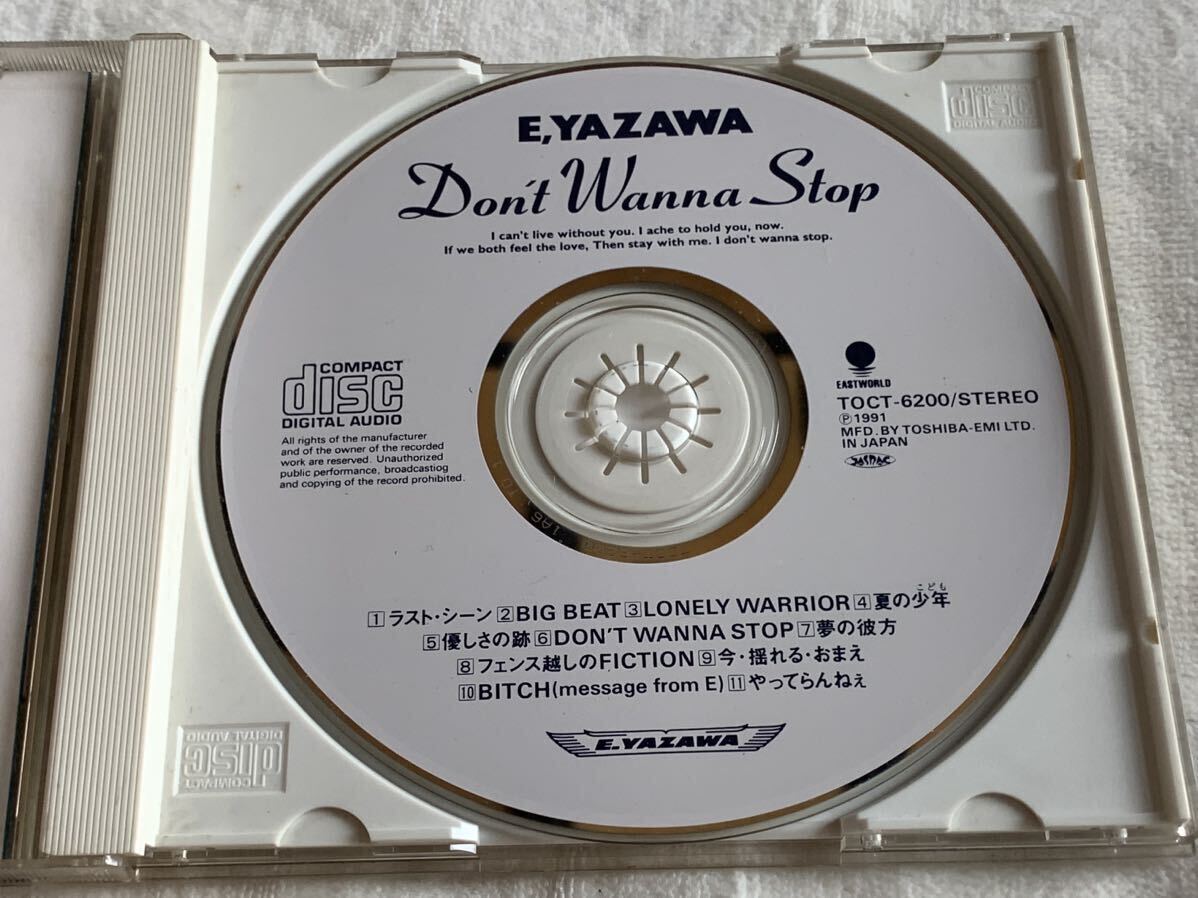 E,YAZAWA
Don't Wanna Stop
I can't live without you. I ache to hold you, now.
If we both feel the love, Then stay with me. I don't wanna stop.
COMPACT
disc
DIGITAL AUDIO
All rights of the manufacturer
and of the owner of the recorded
work are reserved. Unauthorized
public performance, broadcastiog
and copying of the record prohibited.
EASTWORLD
TOCT-6200/STEREO
Ⓟ1991
MFD. BY TOSHIBA-EMI LTD.
IN JAPAN
JASRAC
こども
1 ラスト・シーン 2 BIG BEAT 3 LONELY WARRIOR 4 夏の少年
5 優しさの跡 6 DON'T WANNA STOP 7 夢の彼方
8 フェンス越しのFICTION 9 今・揺れる・おまえ
10 BITCH (message from E) 11 やってらんねぇ
E.YAZAWA
COMPACT
disc
DIGITAL AUDIO
COMPACT
disc
DIGITAL AUDIO